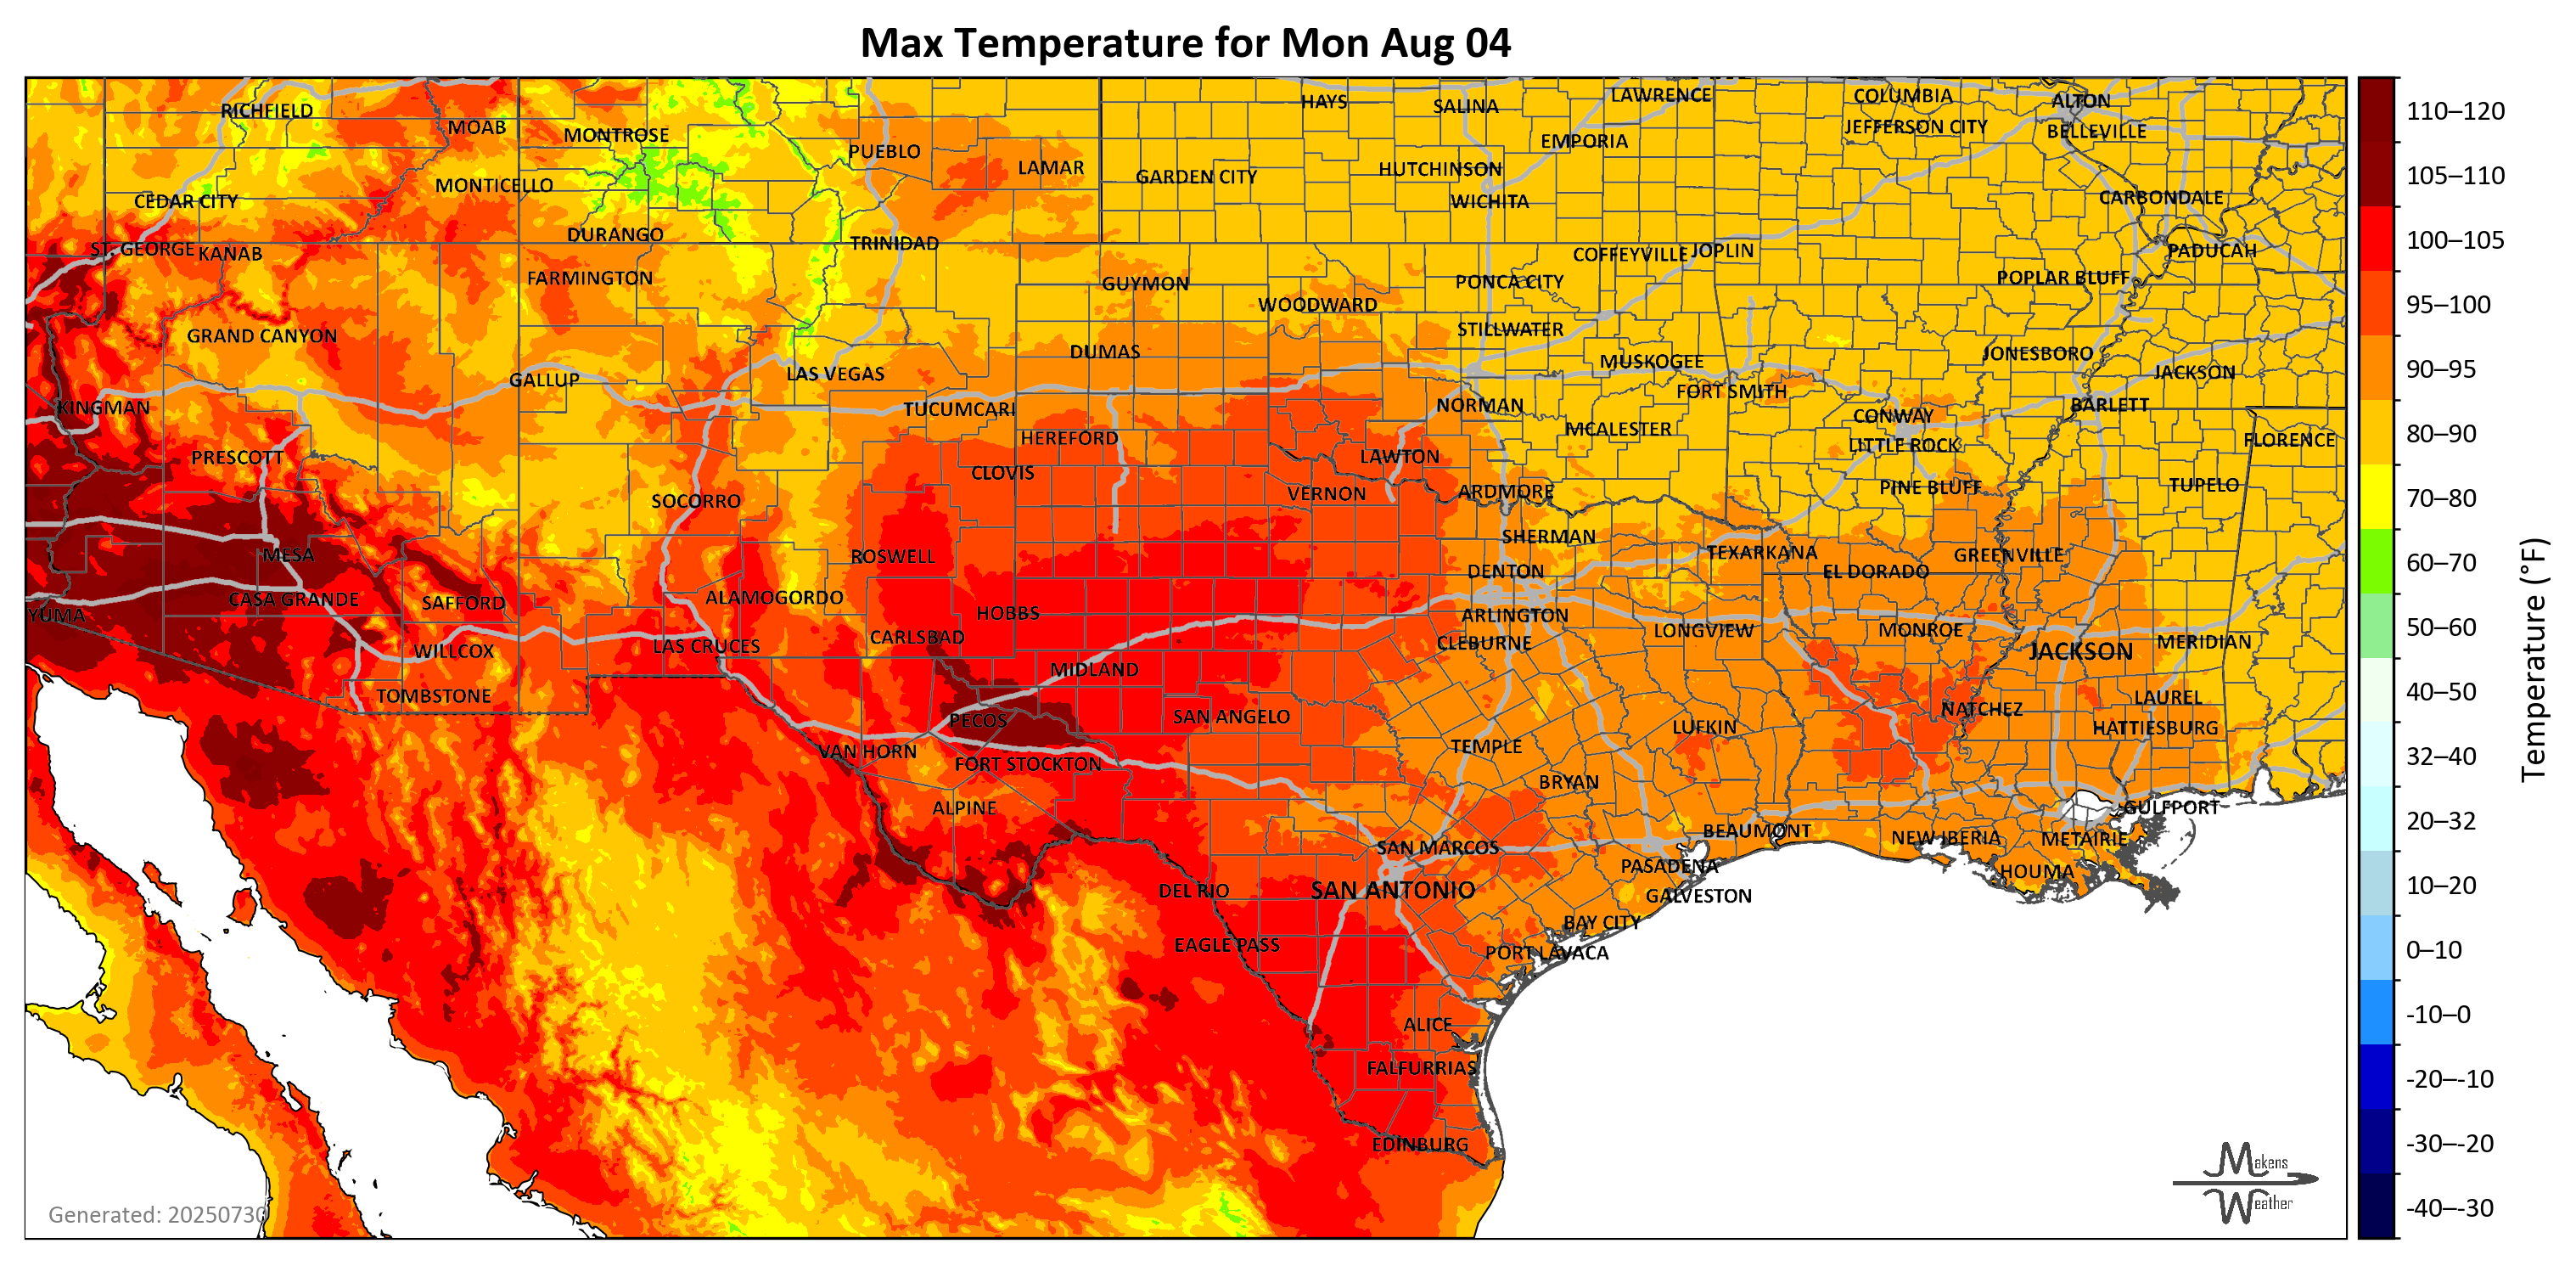 Max Temperature for Mon Aug 04
RICHFIELD
MOAB
MONTROSE
PUEBLO
LAMAR
HAYS
SALINA
LAWRENCE
COLUMBIA
ALTON
EMPORIA
JEFFERSON CITY
BELLEVILLE
GARDEN CITY
HUTCHINSON
WICHITA
MONTICELLO
CEDAR CITY
CARBONDALE
DURANGO
TRINIDAD
ST. GEORGE
KANAB
COFFEYVILLE
JOPLIN
PADUCAH
FARMINGTON
GUYMON
PONCA CITY
POPLAR BLUFF
WOODWARD
GRAND CANYON
STILLWATER
DUMAS
MUSKOGEE
JONESBORO
JACKSON
GALLUP
LAS VEGAS
FORT SMITH
KINGMAN
TUCUMCARI
NORMAN
CONWAY
BARLETT
HEREFORD
MCALESTER
LITTLE ROCK
FLORENCE
PRESCOTT
CLOVIS
LAWTON
SOCORRO
VERNON
ARDMORE
PINE BLUFF
TUPELO
MESA
ROSWELL
SHERMAN
TEXARKANA
GREENVILLE
DENTON
EL DORADO
CASA GRANDE
SAFFORD
ALAMOGORDO
HOBBS
ARLINGTON
YUMA
LAS CRUCES
CARLSBAD
CLEBURNE
LONGVIEW
MONROE
JACKSON
MERIDIAN
WILLCOX
MIDLAND
TOMBSTONE
PECOS
SAN ANGELO
NATCHEZ
LAUREL
LUFKIN
HATTIESBURG
VAN HORN
FORT STOCKTON
TEMPLE
BRYAN
ALPINE
GULFPORT
SAN MARCOS
BEAUMONT
NEW IBERIA
METAIRIE
PASADENA
HOUMA
DEL RIO
SAN ANTONIO
GALVESTON
BAY CITY
EAGLE PASS
PORT LAVACA
ALICE
FALFURRIAS
EDINBURG
Generated: 20250730
Makens
Weather
110–120
105–110
100–105
95–100
90–95
80–90
70–80
60–70
50–60
40–50
32–40
20–32
10–20
0–10
-10–0
-20–-10
-30–-20
-40–-30
Temperature (°F)